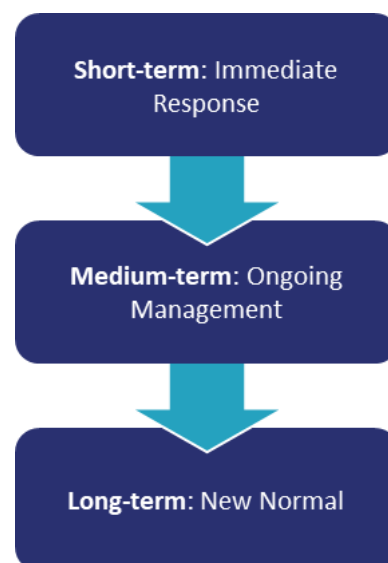 Short-term: Immediate
Response
Medium-term: Ongoing
Management
Long-term: New Normal